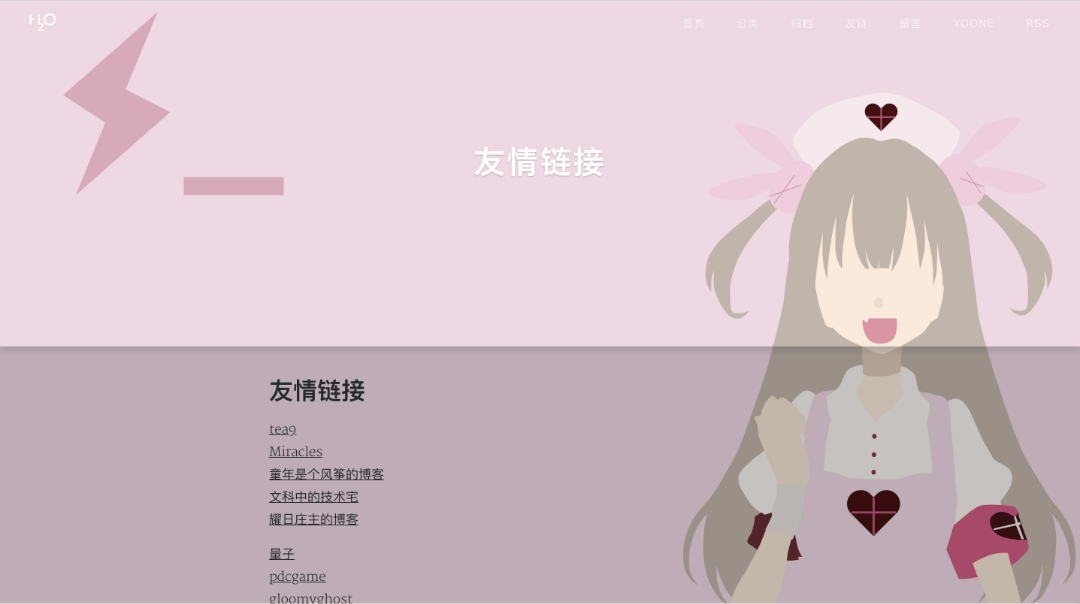 H2O
首页 分类 归档 友链 留言 YOONE RSS
友情链接
友情链接
tea9
Miracles
童年是个风筝的博客
文科中的技术宅
耀日庄主的博客
量子
pdcgame
gloomyghost